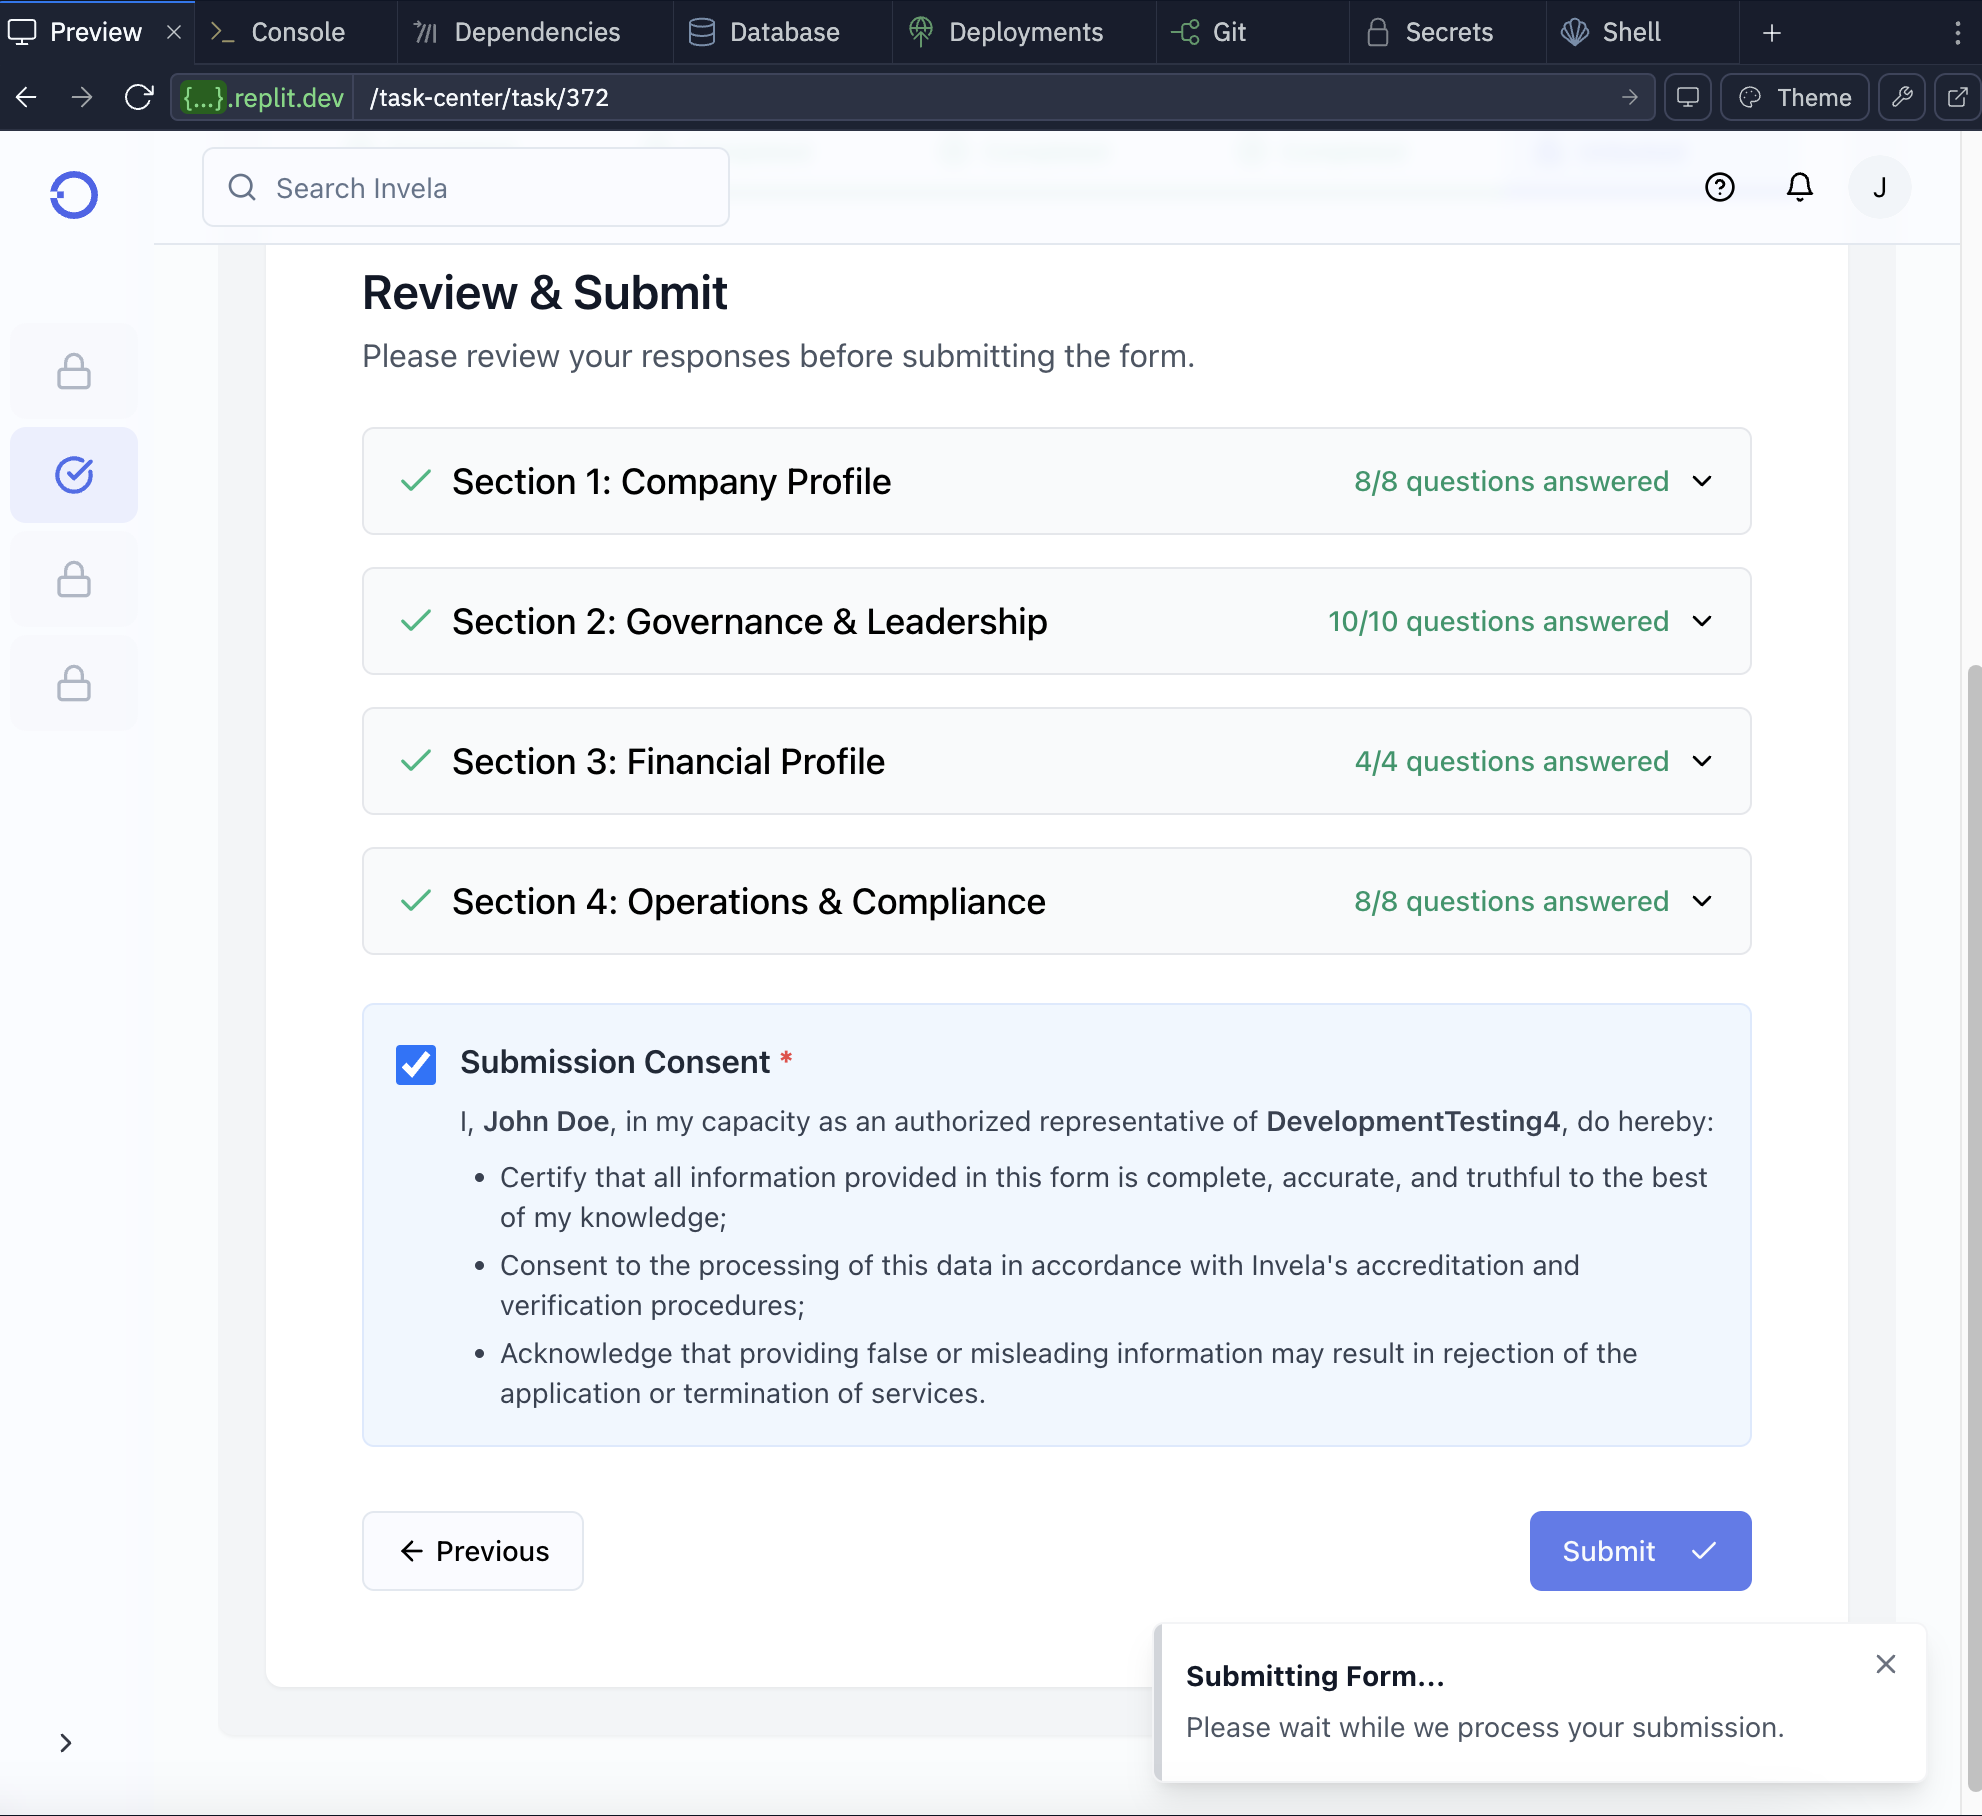 Preview
Console
Dependencies
Database
Deployments
Git
Secrets
Shell
{...}.replit.dev
/task-center/task/372
Theme
Search Invela
J
Review & Submit
Please review your responses before submitting the form.
Section 1: Company Profile
8/8 questions answered
Section 2: Governance & Leadership
10/10 questions answered
Section 3: Financial Profile
4/4 questions answered
Section 4: Operations & Compliance
8/8 questions answered
Submission Consent *
I, John Doe, in my capacity as an authorized representative of DevelopmentTesting4, do hereby:
• Certify that all information provided in this form is complete, accurate, and truthful to the best
of my knowledge;
• Consent to the processing of this data in accordance with Invela's accreditation and
verification procedures;
• Acknowledge that providing false or misleading information may result in rejection of the
application or termination of services.
Previous
Submit
Submitting Form...
Please wait while we process your submission.